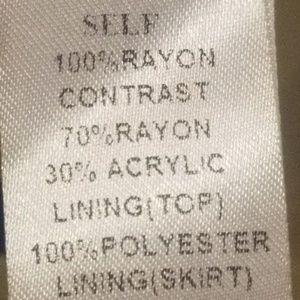 SELF
100%RAYON
CONTRAST
70%RAYON
30% ACRYLIC
LINING(TOP)
100%POLYESTER
LINING(SKIRT)